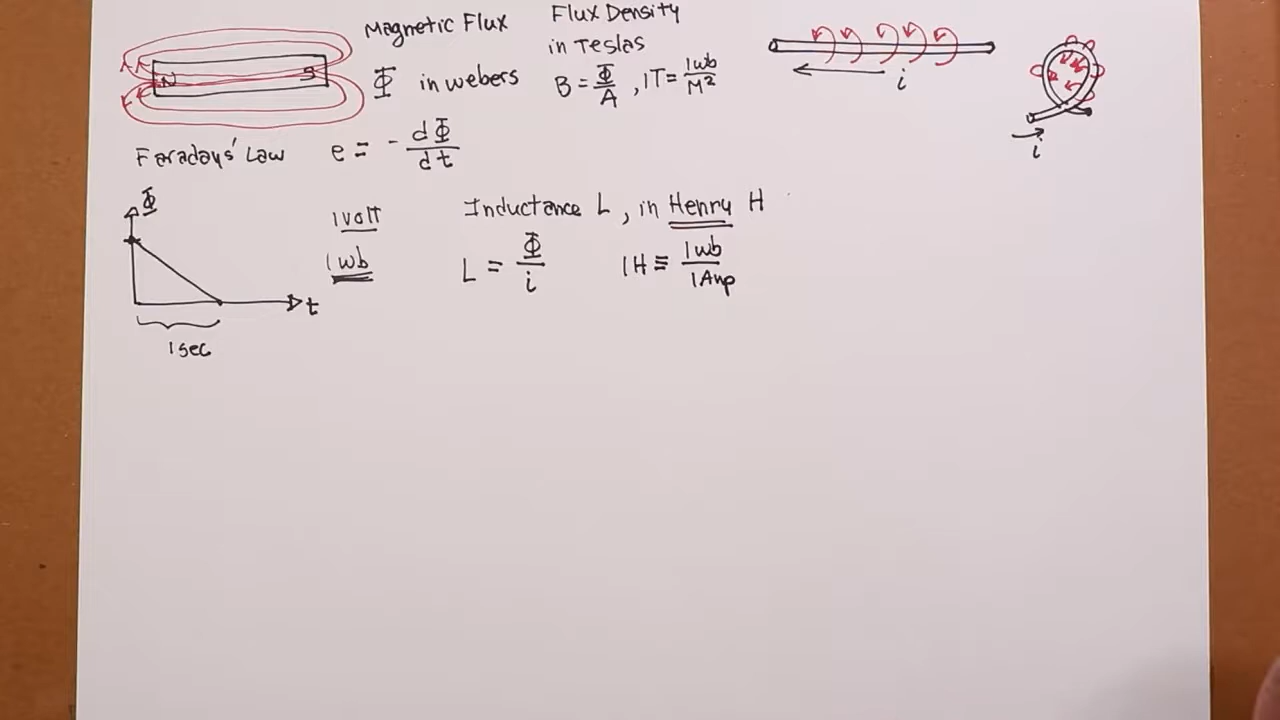 Magnetic Flux
Φ in webers
Flux Density
in Teslas
B = Φ/A , 1T = 1wb/M²
N S
i
i
Faradays' Law e = - dΦ/dt
Φ
t
1sec
1volt
1wb
Inductance L , in Henry H
L = Φ/i 1H ≡ 1wb/1Amp